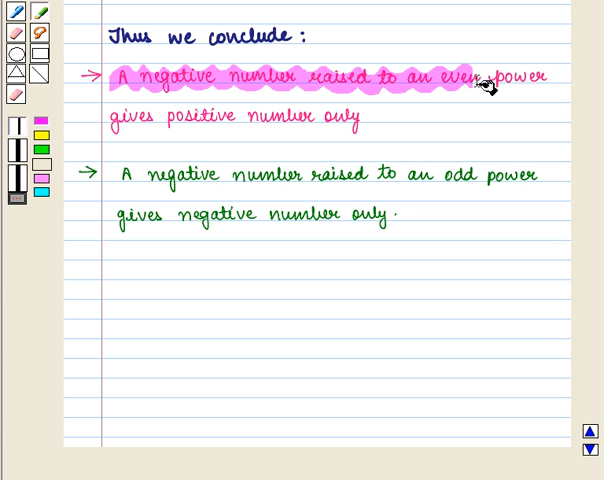 Thus we conclude :
→ A negative number raised to an even power
gives positive number only
→ A negative number raised to an odd power
gives negative number only.